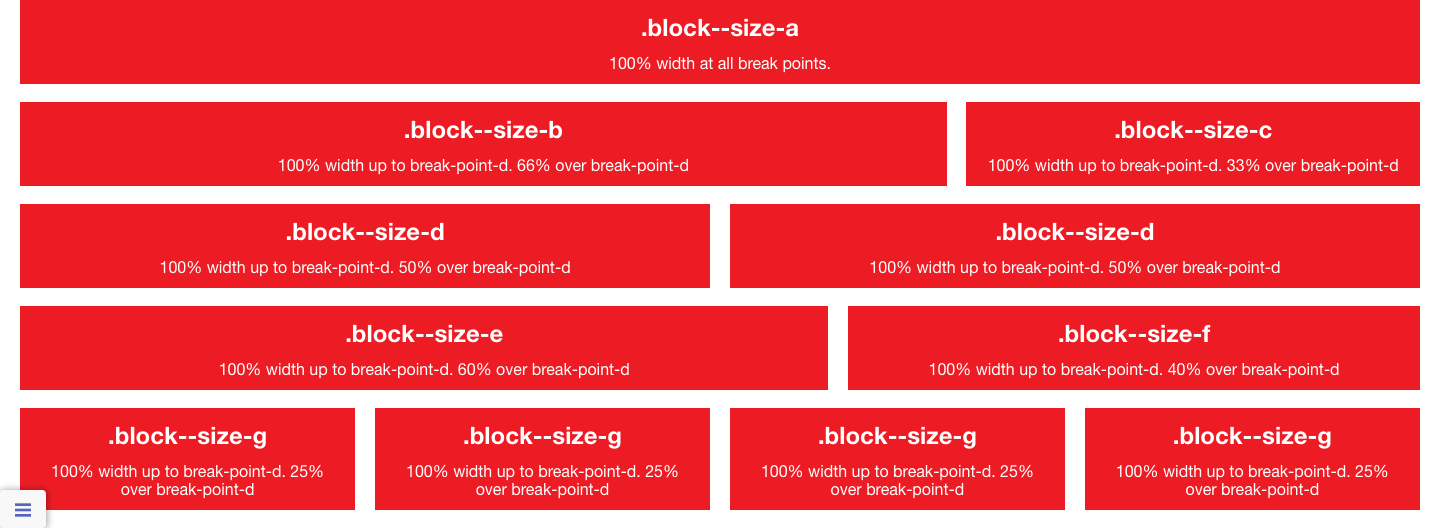 .block--size-a
100% width at all break points.
.block--size-b
100% width up to break-point-d. 66% over break-point-d
.block--size-c
100% width up to break-point-d. 33% over break-point-d
.block--size-d
100% width up to break-point-d. 50% over break-point-d
.block--size-d
100% width up to break-point-d. 50% over break-point-d
.block--size-e
100% width up to break-point-d. 60% over break-point-d
.block--size-f
100% width up to break-point-d. 40% over break-point-d
.block--size-g
100% width up to break-point-d. 25%
over break-point-d
.block--size-g
100% width up to break-point-d. 25%
over break-point-d
.block--size-g
100% width up to break-point-d. 25%
over break-point-d
.block--size-g
100% width up to break-point-d. 25%
over break-point-d